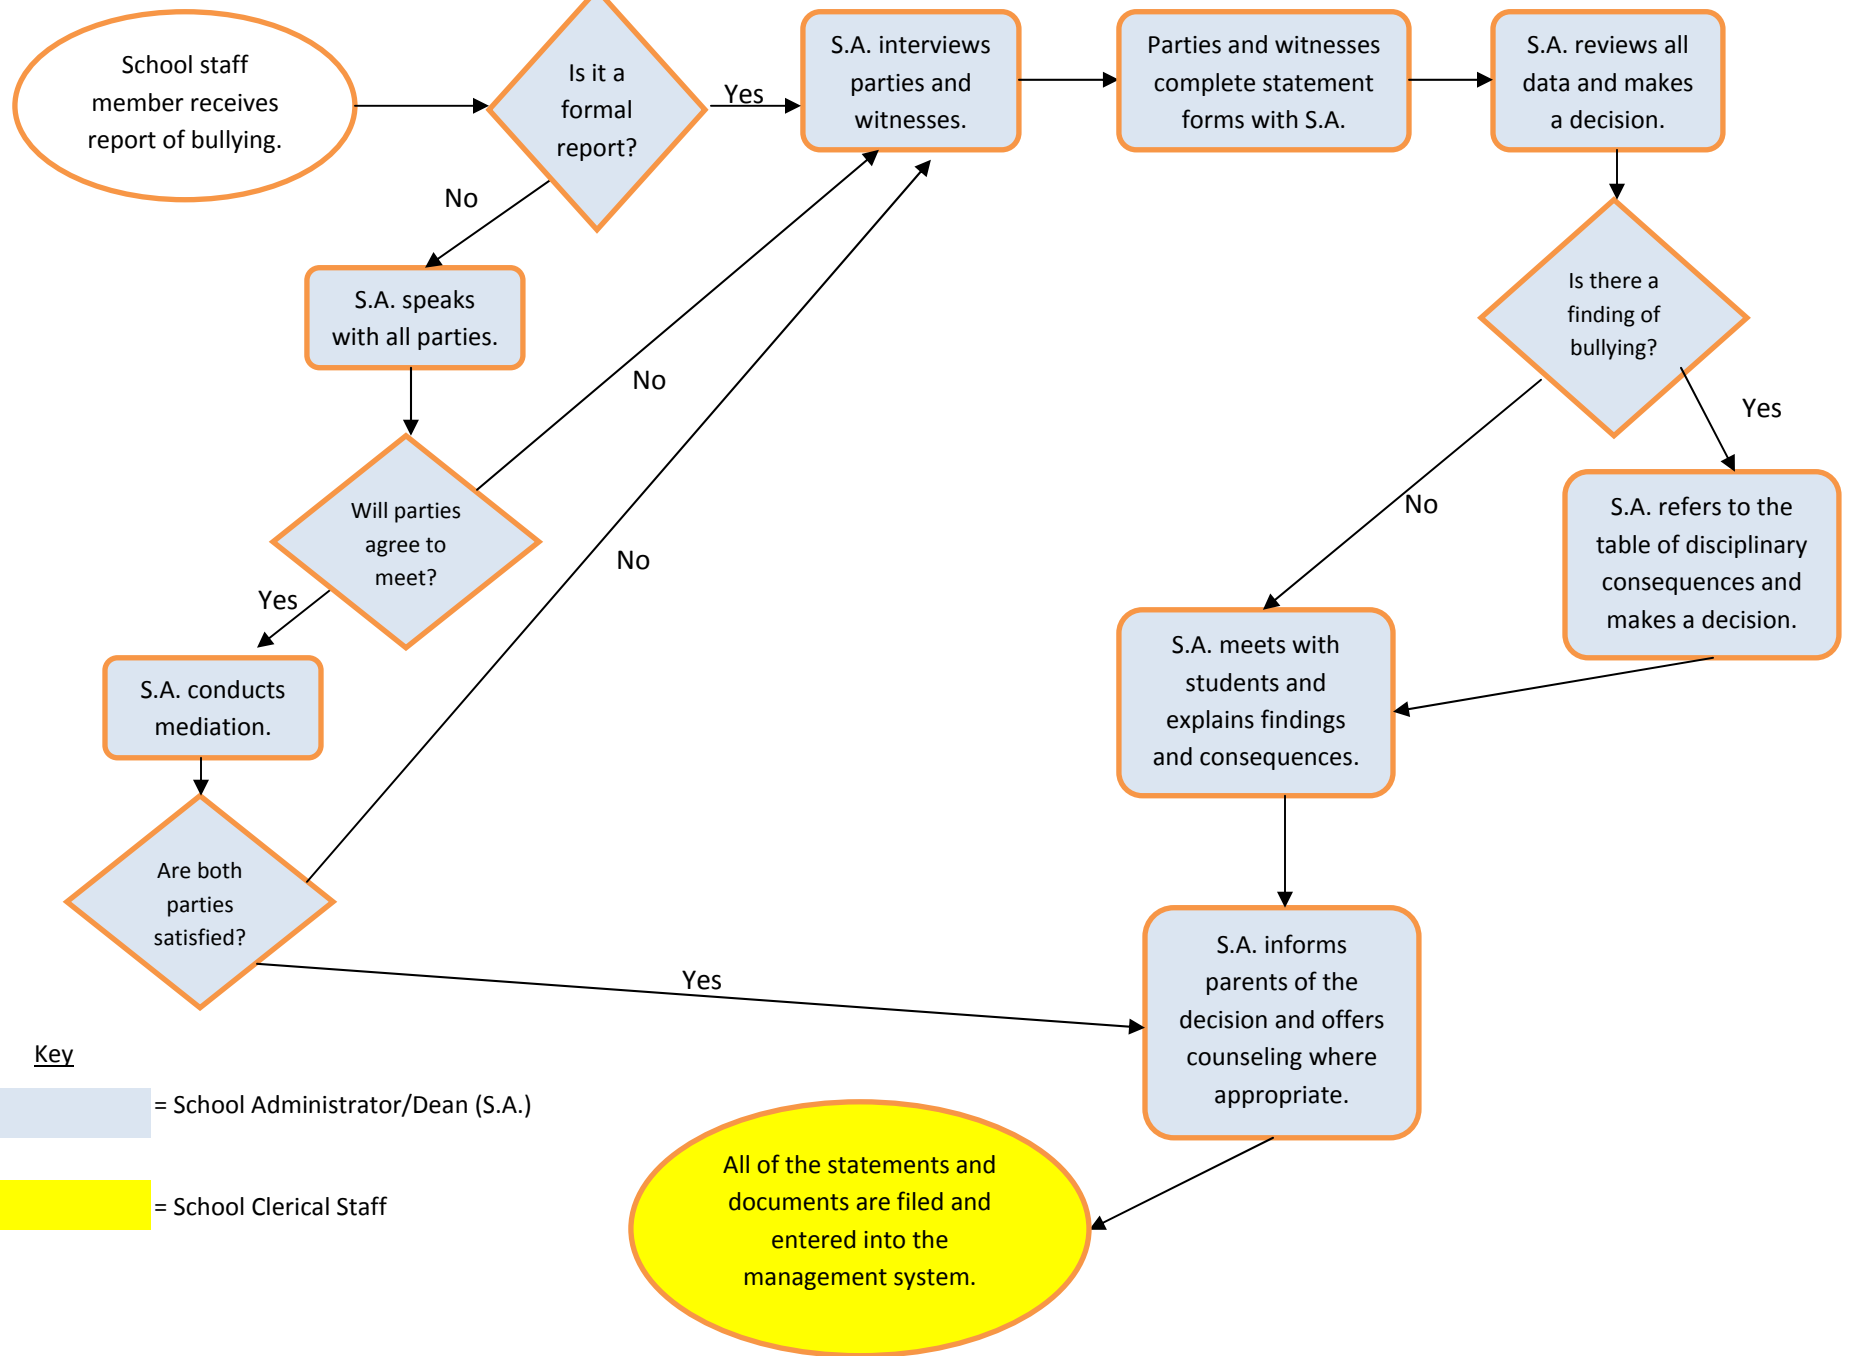 School staff
member receives
report of bullying.
Is it a
formal
report?
Yes
No
S.A. interviews
parties and
witnesses.
Parties and witnesses
complete statement
forms with S.A.
S.A. reviews all
data and makes
a decision.
Is there a
finding of
bullying?
Yes
No
S.A. speaks
with all parties.
No
Will parties
agree to
meet?
Yes
No
S.A. refers to the
table of disciplinary
consequences and
makes a decision.
S.A. meets with
students and
explains findings
and consequences.
S.A. conducts
mediation.
Are both
parties
satisfied?
Yes
S.A. informs
parents of the
decision and offers
counseling where
appropriate.
Key
= School Administrator/Dean (S.A.)
= School Clerical Staff
All of the statements and
documents are filed and
entered into the
management system.